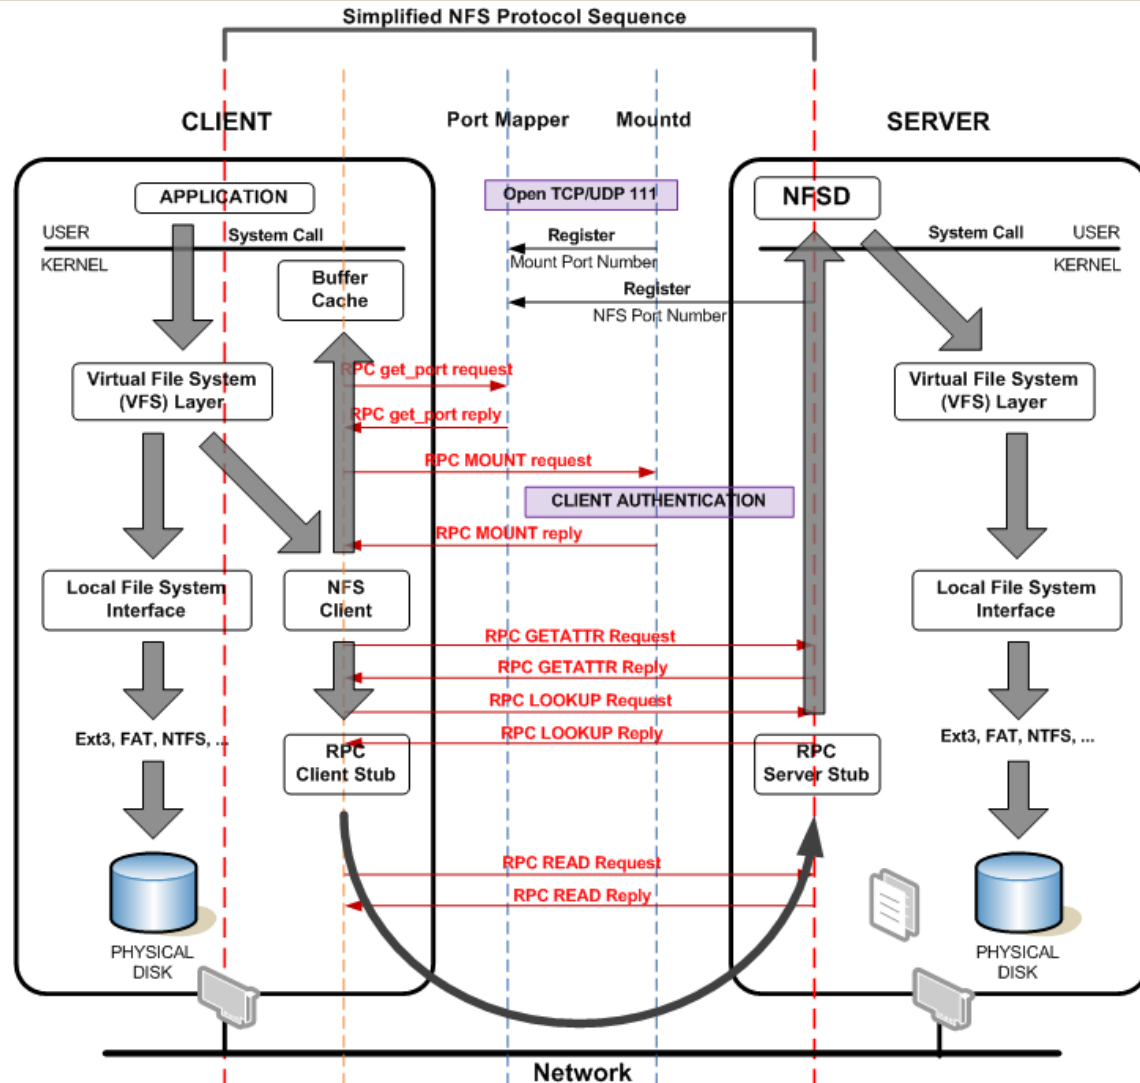 Simplified NFS Protocol Sequence
CLIENT
Port Mapper
Mountd
SERVER
APPLICATION
Open TCP/UDP 111
NFSD
USER
System Call
Register
System Call
USER
KERNEL
Mount Port Number
KERNEL
Buffer
Cache
Register
NFS Port Number
Virtual File System
(VFS) Layer
RPC get_port request
Virtual File System
(VFS) Layer
RPC get_port reply
RPC MOUNT request
CLIENT AUTHENTICATION
RPC MOUNT reply
Local File System
Interface
NFS
Client
Local File System
Interface
RPC GETATTR Request
RPC GETATTR Reply
RPC LOOKUP Request
RPC LOOKUP Reply
Ext3, FAT, NTFS, ...
RPC
Client Stub
RPC
Server Stub
Ext3, FAT, NTFS, ...
RPC READ Request
RPC READ Reply
PHYSICAL
DISK
PHYSICAL
DISK
Network